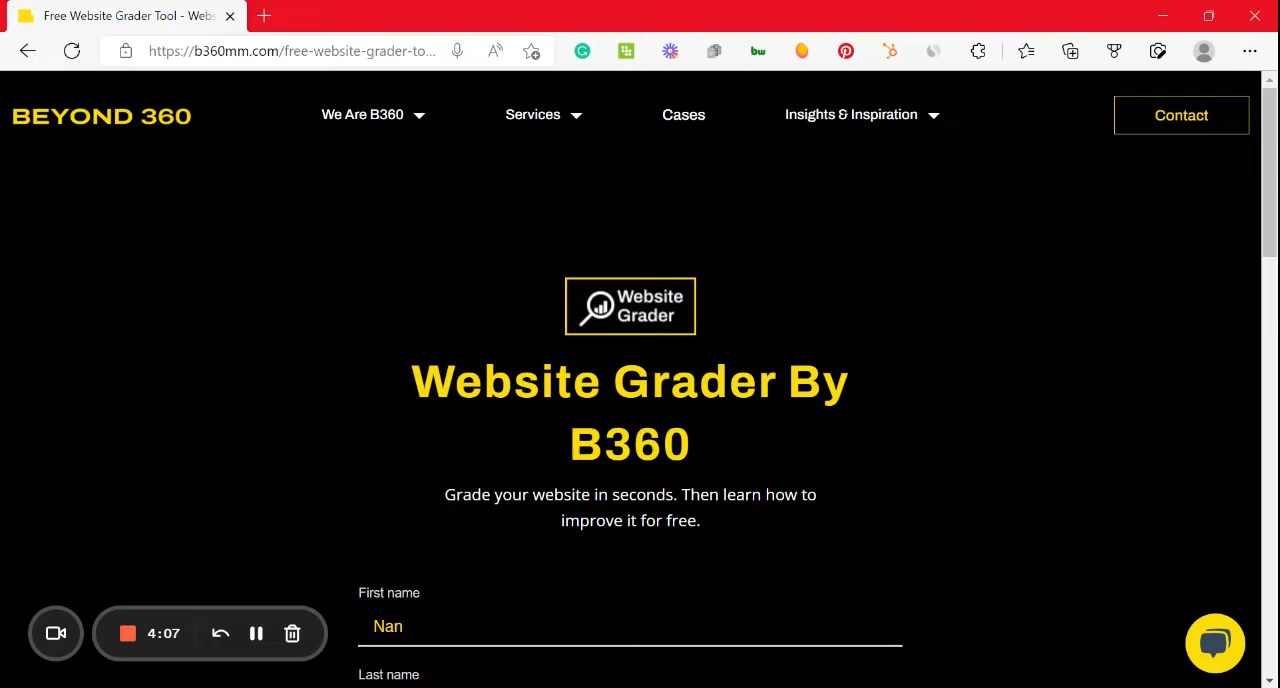 Free Website Grader Tool - Webs
https://b360mm.com/free-website-grader-to...
bw
BEYOND 360
We Are B360
Services
Cases
Insights & Inspiration
Contact
Website
Grader
Website Grader By
B360
Grade your website in seconds. Then learn how to
improve it for free.
First name
Nan
4:07
Last name